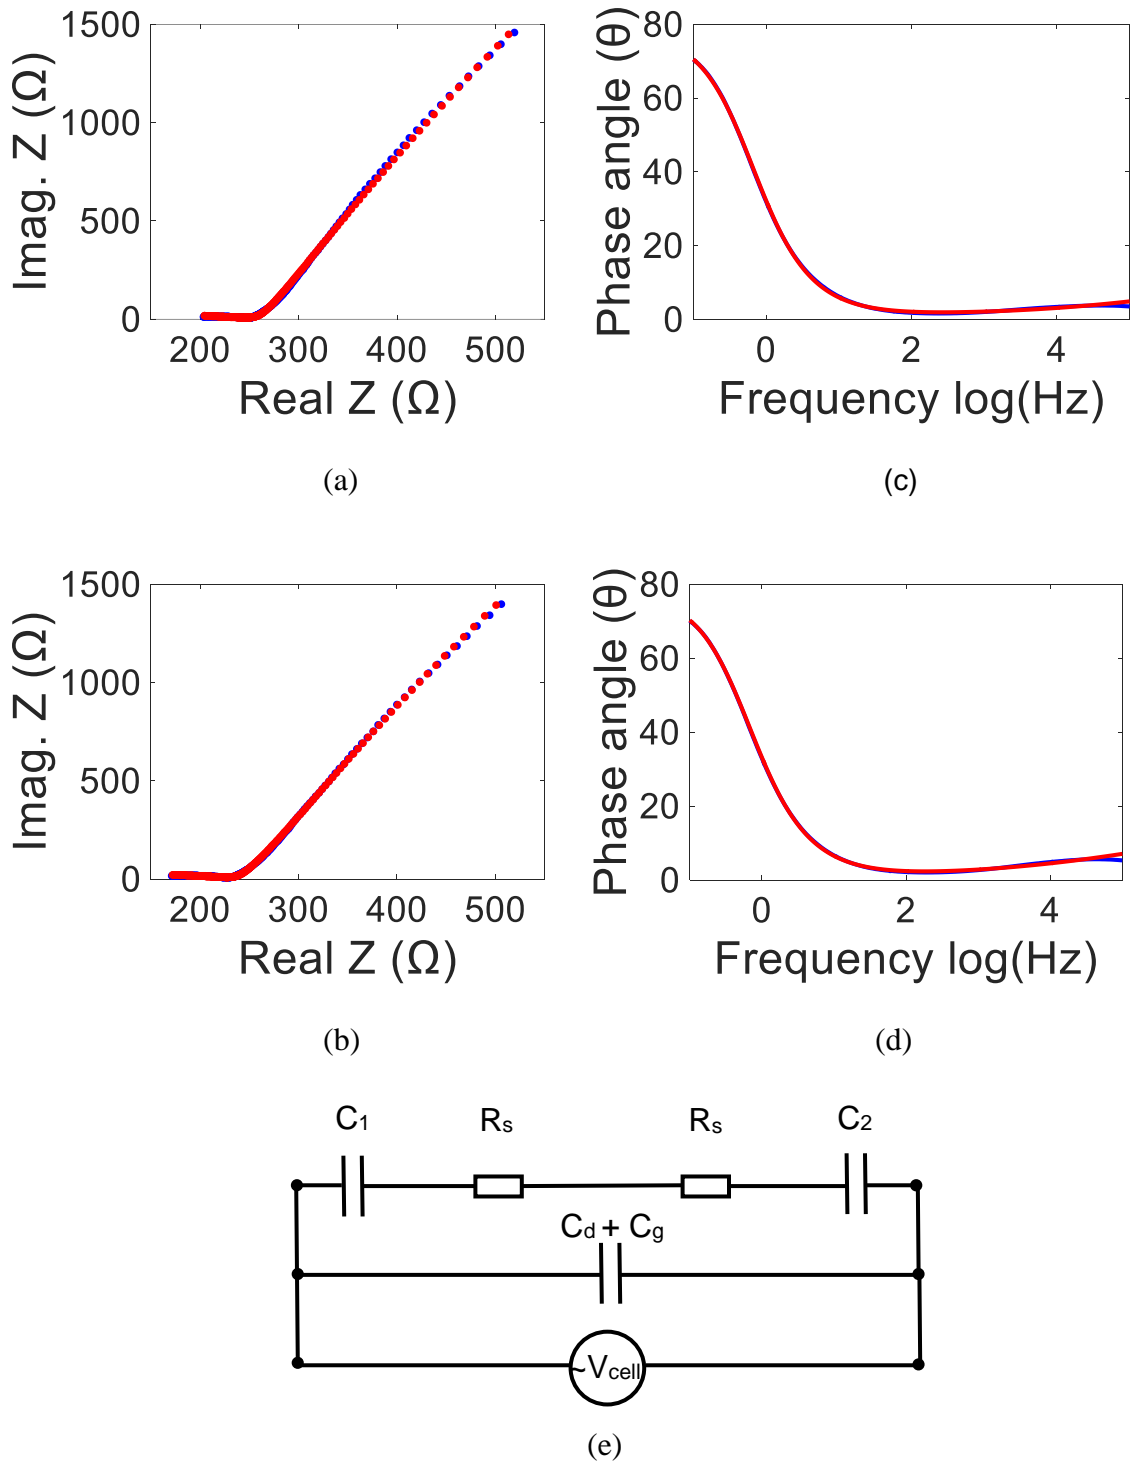 Imag. Z (Ω)
1500
1000
500
0
200 300 400 500
Real Z (Ω)
(a)
Phase angle (θ)
80
60
40
20
0
0 2 4
Frequency log(Hz)
(c)
Imag. Z (Ω)
1500
1000
500
0
200 300 400 500
Real Z (Ω)
(b)
Phase angle (θ)
80
60
40
20
0
0 2 4
Frequency log(Hz)
(d)
C1 Rs Rs C2
Cd + Cg
~Vcell
(e)